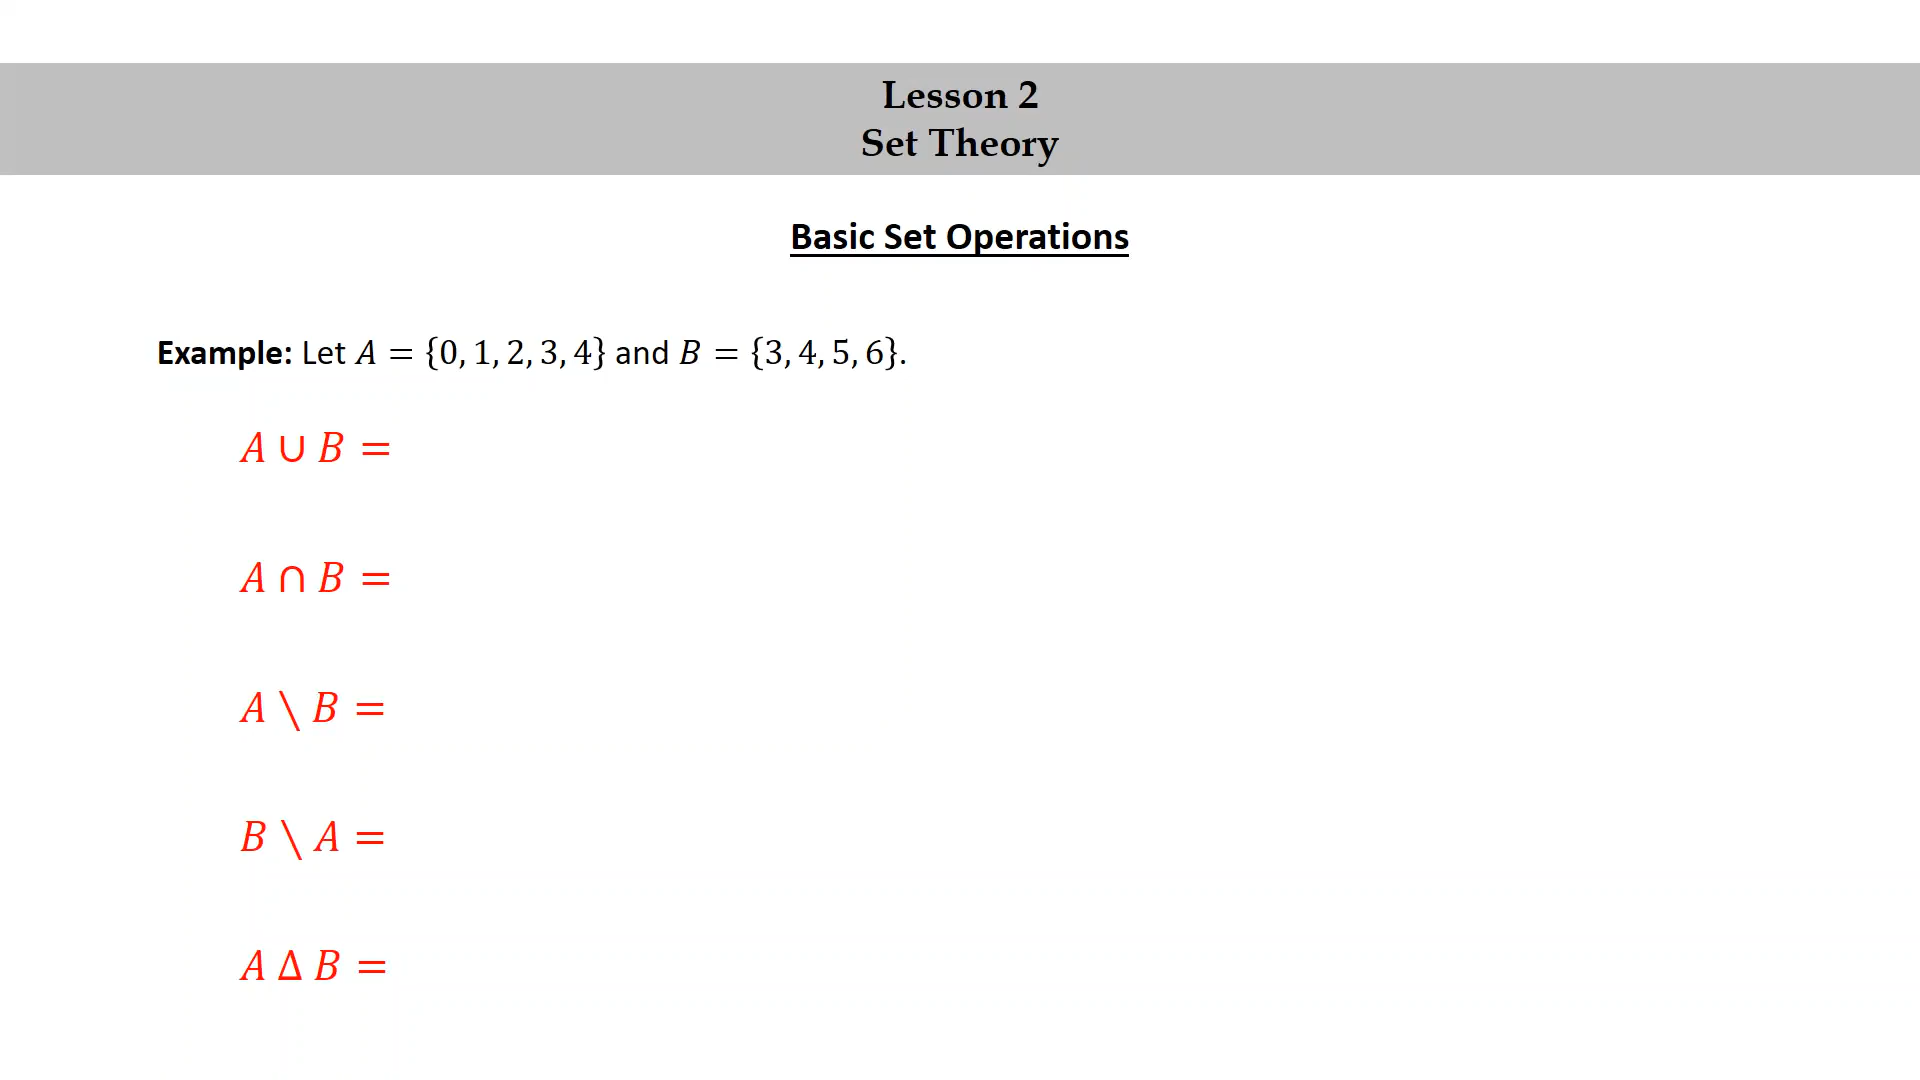 Lesson 2
Set Theory
Basic Set Operations
Example: Let A = {0, 1, 2, 3, 4} and B = {3, 4, 5, 6}.
A ∪ B =
A ∩ B =
A ∖ B =
B ∖ A =
A Δ B =